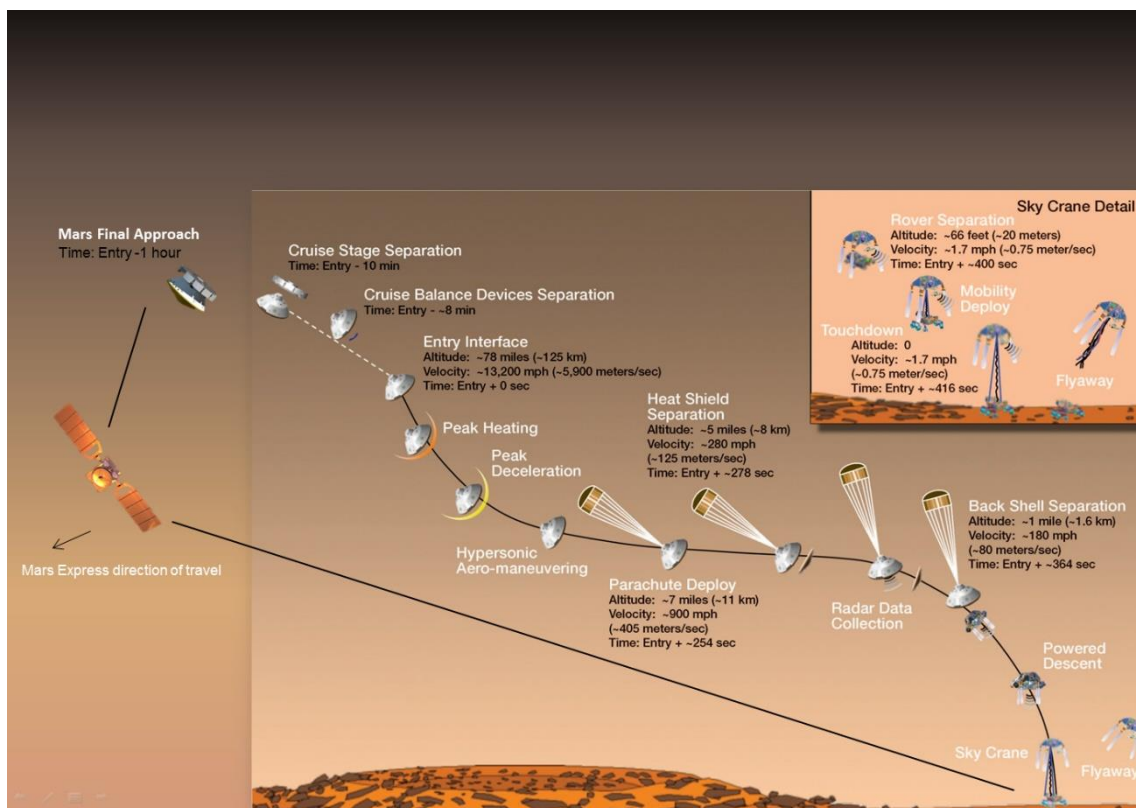 Mars Final Approach
Time: Entry -1 hour
Mars Express direction of travel
Cruise Stage Separation
Time: Entry - 10 min
Cruise Balance Devices Separation
Time: Entry - ~8 min
Entry Interface
Altitude: ~78 miles (~125 km)
Velocity: ~13,200 mph (~5,900 meters/sec)
Time: Entry + 0 sec
Peak Heating
Peak
Deceleration
Hypersonic
Aero-maneuvering
Parachute Deploy
Altitude: ~7 miles (~11 km)
Velocity: ~900 mph
(~405 meters/sec)
Time: Entry + ~254 sec
Heat Shield
Separation
Altitude: ~5 miles (~8 km)
Velocity: ~280 mph
(~125 meters/sec)
Time: Entry + ~278 sec
Radar Data
Collection
Back Shell Separation
Altitude: ~1 mile (~1.6 km)
Velocity: ~180 mph
(~80 meters/sec)
Time: Entry + ~364 sec
Powered
Descent
Sky Crane
Flyaway
Sky Crane Detail
Rover Separation
Altitude: ~66 feet (~20 meters)
Velocity: ~1.7 mph (~0.75 meter/sec)
Time: Entry + ~400 sec
Mobility
Deploy
Touchdown
Altitude: 0
Velocity: ~1.7 mph
(~0.75 meter/sec)
Time: Entry + ~416 sec
Flyaway